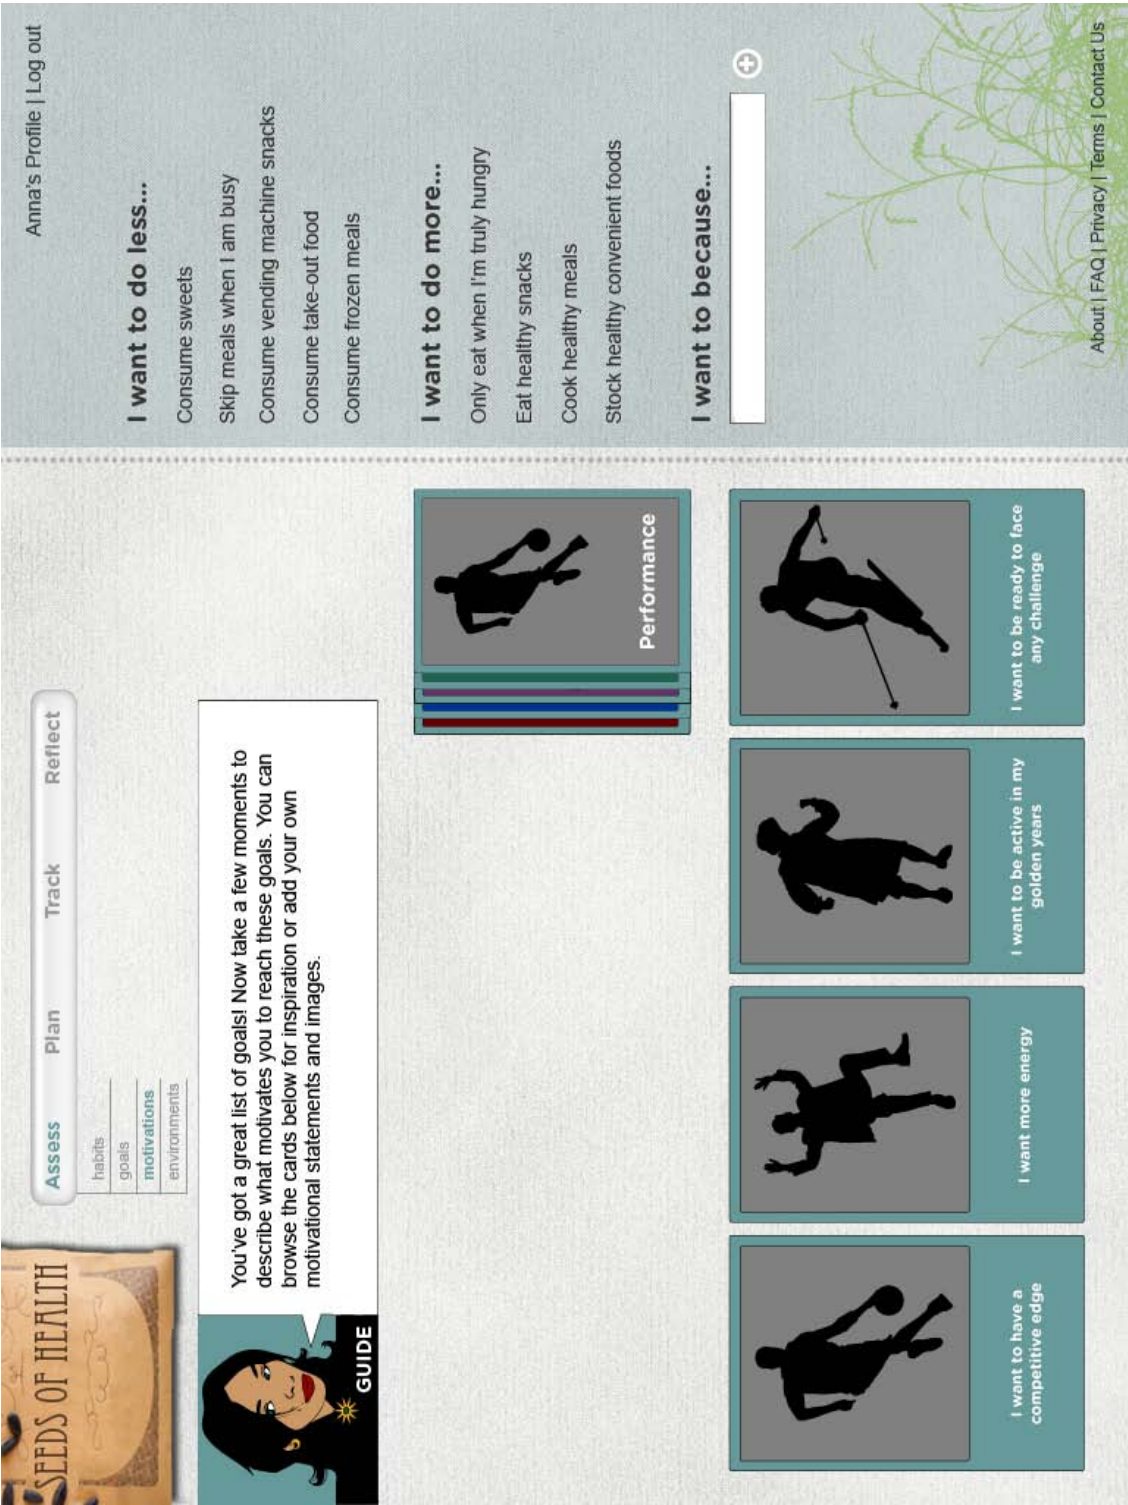 SEEDS OF HEALTH
Assess Plan Track Reflect
habits
goals
motivations
environments
Anna's Profile | Log out
GUIDE
You've got a great list of goals! Now take a few moments to
describe what motivates you to reach these goals. You can
browse the cards below for inspiration or add your own
motivational statements and images.
Performance
I want to have a
competitive edge
I want more energy
I want to be active in my
golden years
I want to be ready to face
any challenge
I want to do less...
Consume sweets
Skip meals when I am busy
Consume vending machine snacks
Consume take-out food
Consume frozen meals
I want to do more...
Only eat when I'm truly hungry
Eat healthy snacks
Cook healthy meals
Stock healthy convenient foods
I want to because...
About | FAQ | Privacy | Terms | Contact Us